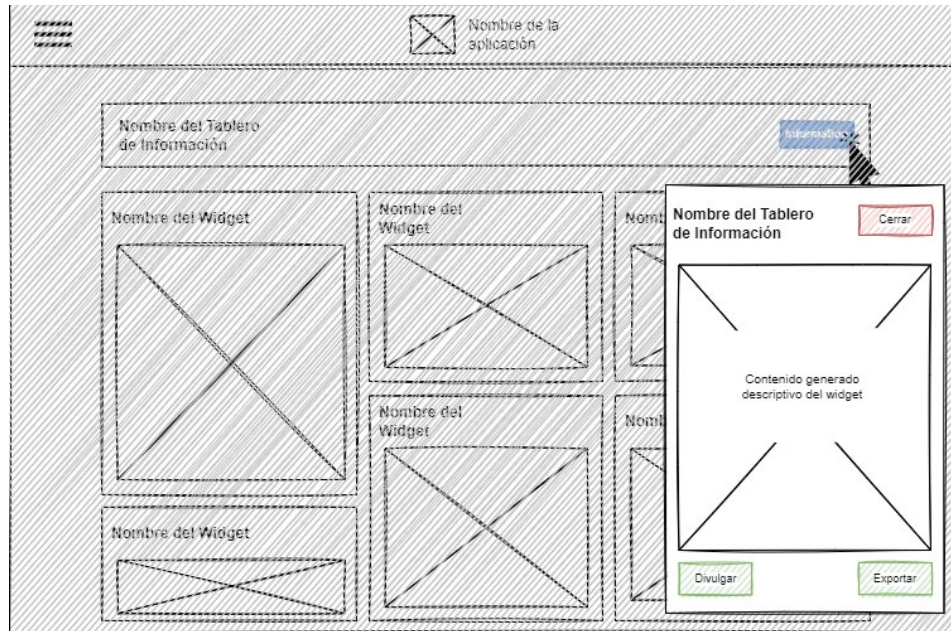 Nombre de la
aplicación
Nombre del Tablero
de Información
Nombre del Widget
Nombre del
Widget
Nombre del Widget
Nombre del
Widget
Nombre del Tablero
de Información
Cerrar
Contenido generado
descriptivo del widget
Divulgar
Exportar